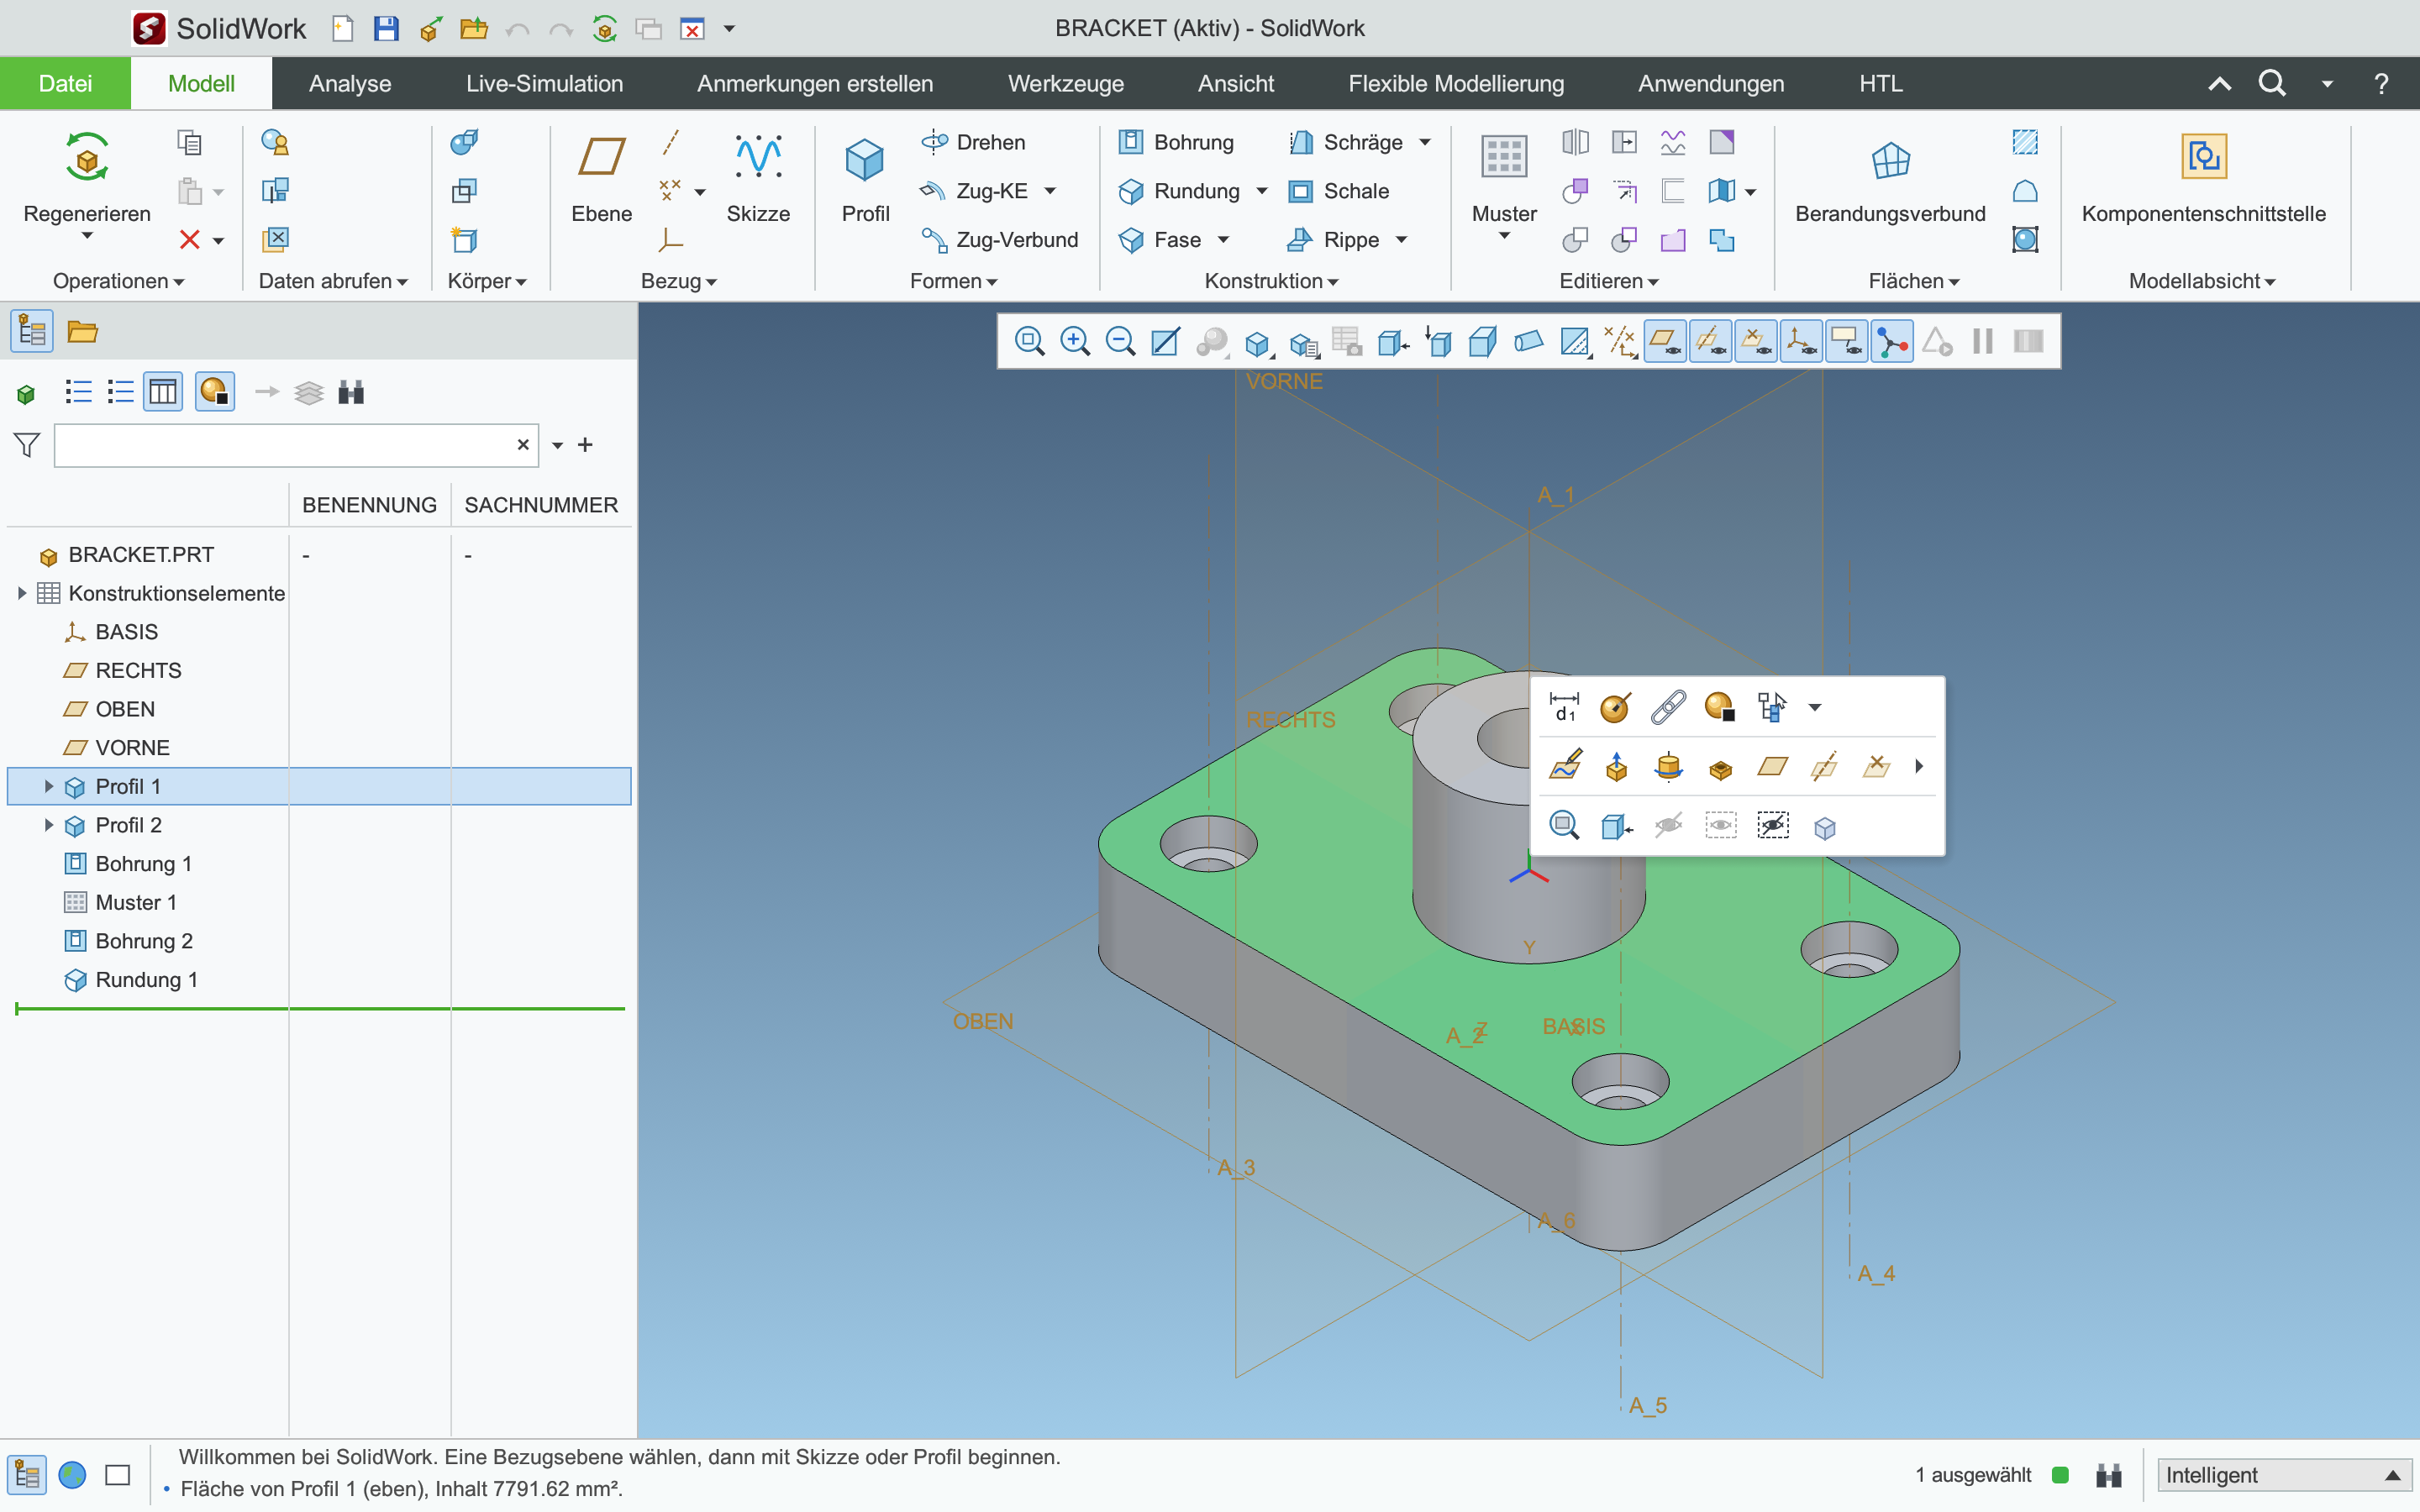 SolidWork
BRACKET (Aktiv) - SolidWork
Datei Modell Analyse Live-Simulation Anmerkungen erstellen Werkzeuge Ansicht Flexible Modellierung Anwendungen HTL ?
Regenerieren
Operationen
Daten abrufen
Körper
Ebene
Skizze
Bezug
Profil
Drehen
Zug-KE
Zug-Verbund
Formen
Bohrung
Schräge
Rundung
Schale
Fase
Rippe
Konstruktion
Muster
Editieren
Berandungsverbund
Flächen
Komponentenschnittstelle
Modellabsicht
BENENNUNG SACHNUMMER
BRACKET.PRT - -
Konstruktionselemente
BASIS
RECHTS
OBEN
VORNE
Profil 1
Profil 2
Bohrung 1
Muster 1
Bohrung 2
Rundung 1
VORNE
A_1
RECHTS
d1
Y
OBEN
A_2
Z
BASIS
X
A_3
A_6
A_4
A_5
Willkommen bei SolidWork. Eine Bezugsebene wählen, dann mit Skizze oder Profil beginnen.
• Fläche von Profil 1 (eben), Inhalt 7791.62 mm².
1 ausgewählt
Intelligent